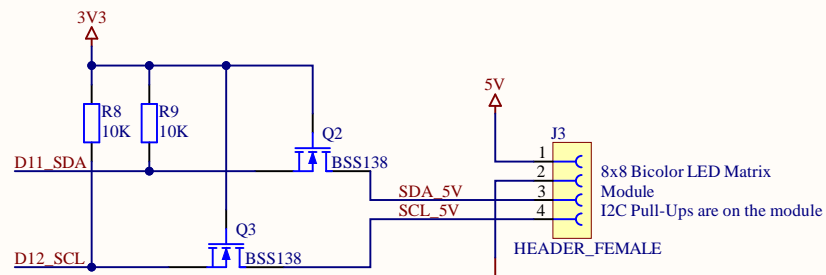 3V3
5V
R8
10K
R9
10K
Q2
J3
D11_SDA
BSS138
1
2
3
4
8x8 Bicolor LED Matrix
Module
I2C Pull-Ups are on the module
SDA_5V
SCL_5V
Q3
HEADER_FEMALE
D12_SCL
BSS138